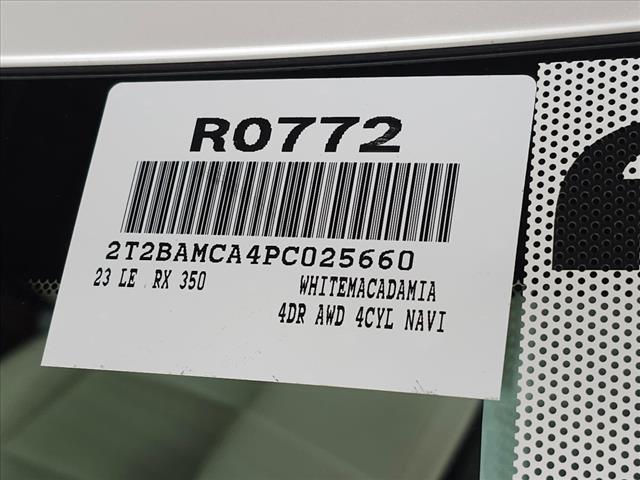 R0772
2T2BAMCA4PC025660
23 LE RX 350 WHITEMACADAMIA
4DR AWD 4CYL NAVI